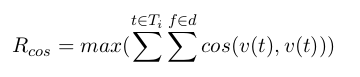 $R_{cos} = max(\sum^{t \in T_i} \sum^{f \in d} cos(v(t), v(t)))$